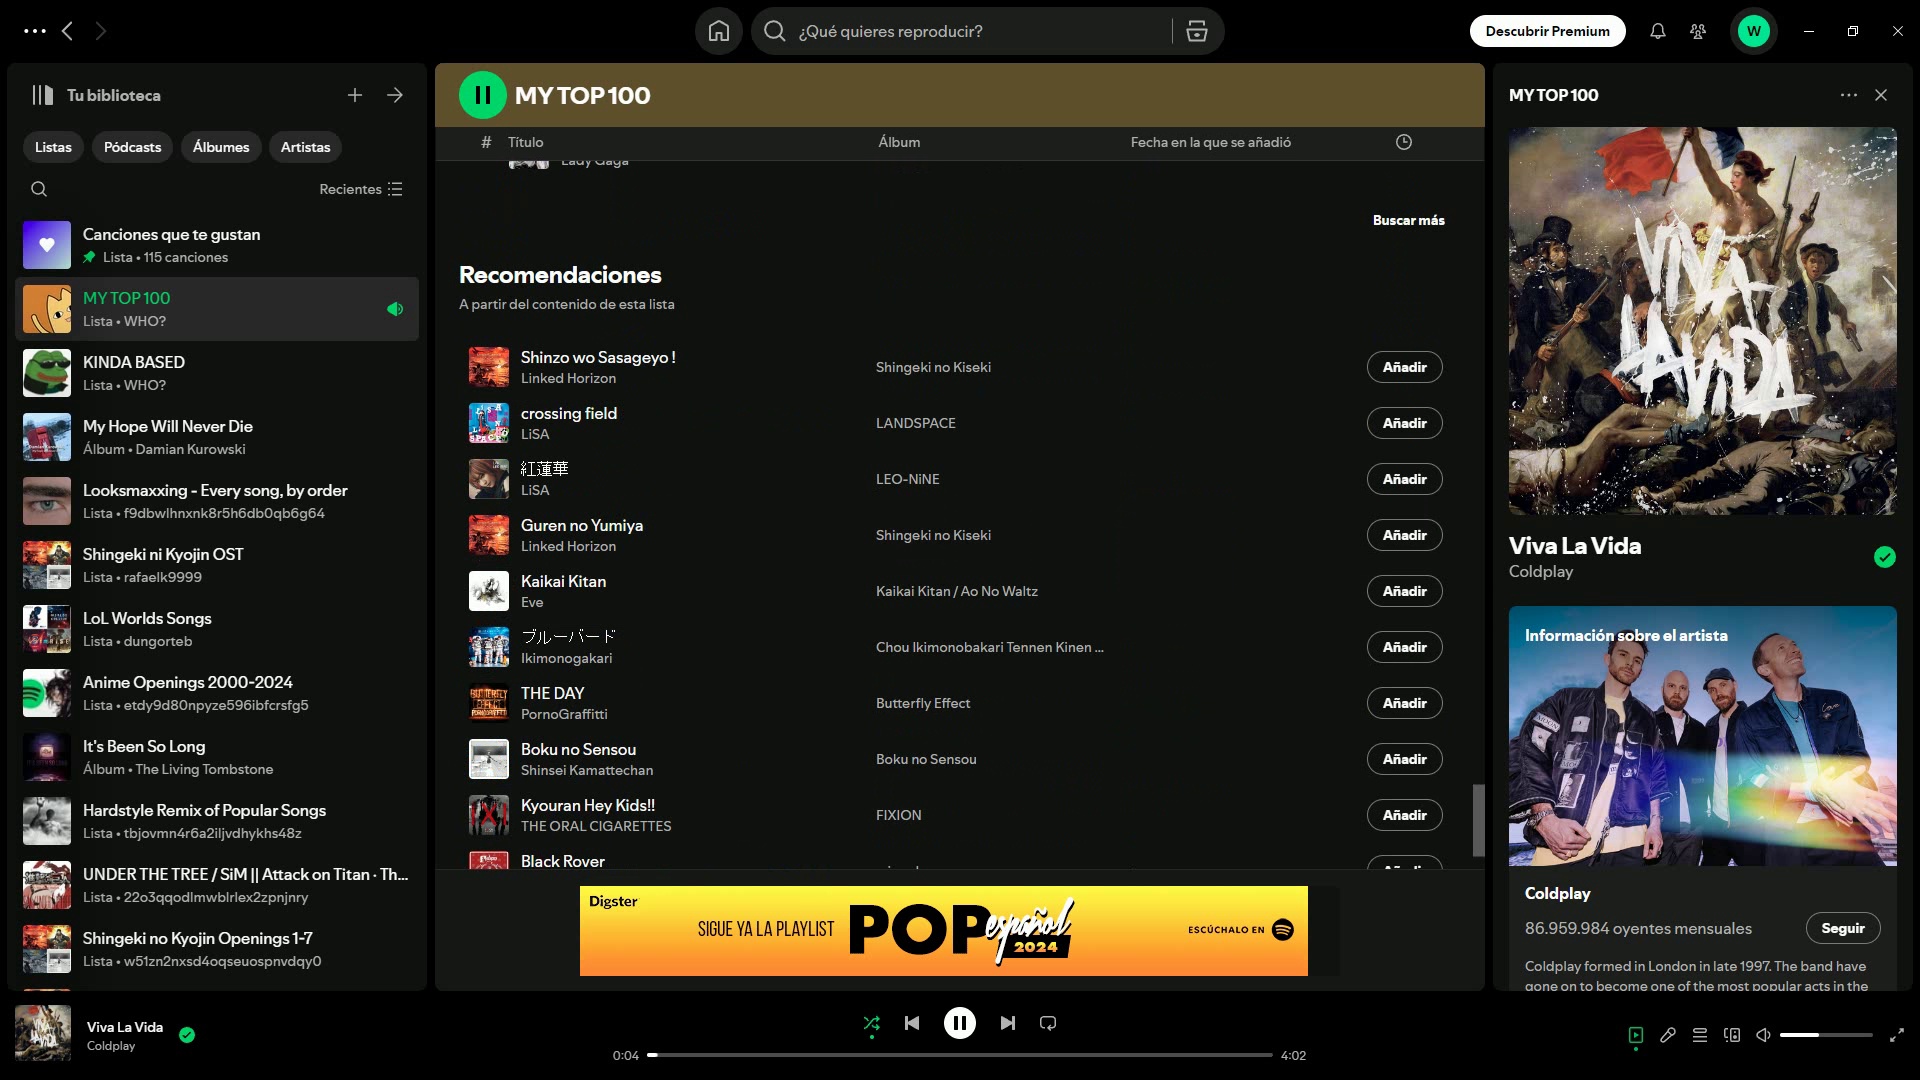 ¿Qué quieres reproducir?
Descubrir Premium
W
Tu biblioteca
Listas
Pódcasts
Álbumes
Artistas
Recientes
Canciones que te gustan
Lista • 115 canciones
MY TOP 100
Lista • WHO?
KINDA BASED
Lista • WHO?
My Hope Will Never Die
Álbum • Damian Kurowski
Looksmaxxing - Every song, by order
Lista • f9dbwlhnxnk8r5h6db0qb6g64
Shingeki ni Kyojin OST
Lista • rafaelk9999
LoL Worlds Songs
Lista • dungorteb
Anime Openings 2000-2024
Lista • etdy9d80npyze596ibfcrsfg5
It's Been So Long
Álbum • The Living Tombstone
Hardstyle Remix of Popular Songs
Lista • tbjovmn4r6a2iljvdhykhs48z
UNDER THE TREE / SiM || Attack on Titan · Th...
Lista • 22o3qqodlmwblrlex2zpnjnry
Shingeki no Kyojin Openings 1-7
Lista • w51zn2nxsd4oqseuospnvdqy0
MY TOP 100
# Título Álbum Fecha en la que se añadió
Lady Gaga
Buscar más
Recomendaciones
A partir del contenido de esta lista
Shinzo wo Sasageyo !
Linked Horizon
Shingeki no Kiseki
Añadir
crossing field
LiSA
LANDSPACE
Añadir
紅蓮華
LiSA
LEO-NiNE
Añadir
Guren no Yumiya
Linked Horizon
Shingeki no Kiseki
Añadir
Kaikai Kitan
Eve
Kaikai Kitan / Ao No Waltz
Añadir
ブルーバード
Ikimonogakari
Chou Ikimonobakari Tennen Kinen ...
Añadir
THE DAY
PornoGraffitti
Butterfly Effect
Añadir
Boku no Sensou
Shinsei Kamattechan
Boku no Sensou
Añadir
Kyouran Hey Kids!!
THE ORAL CIGARETTES
FIXION
Añadir
Black Rover
Añadir
Digster
SIGUE YA LA PLAYLIST
POP español
2024
ESCÚCHALO EN
MY TOP 100
VIVA
LA VIDA
Viva La Vida
Coldplay
Información sobre el artista
Coldplay
86.959.984 oyentes mensuales
Seguir
Coldplay formed in London in late 1997. The band have
gone on to become one of the most popular acts in the
Viva La Vida
Coldplay
0:04
4:02